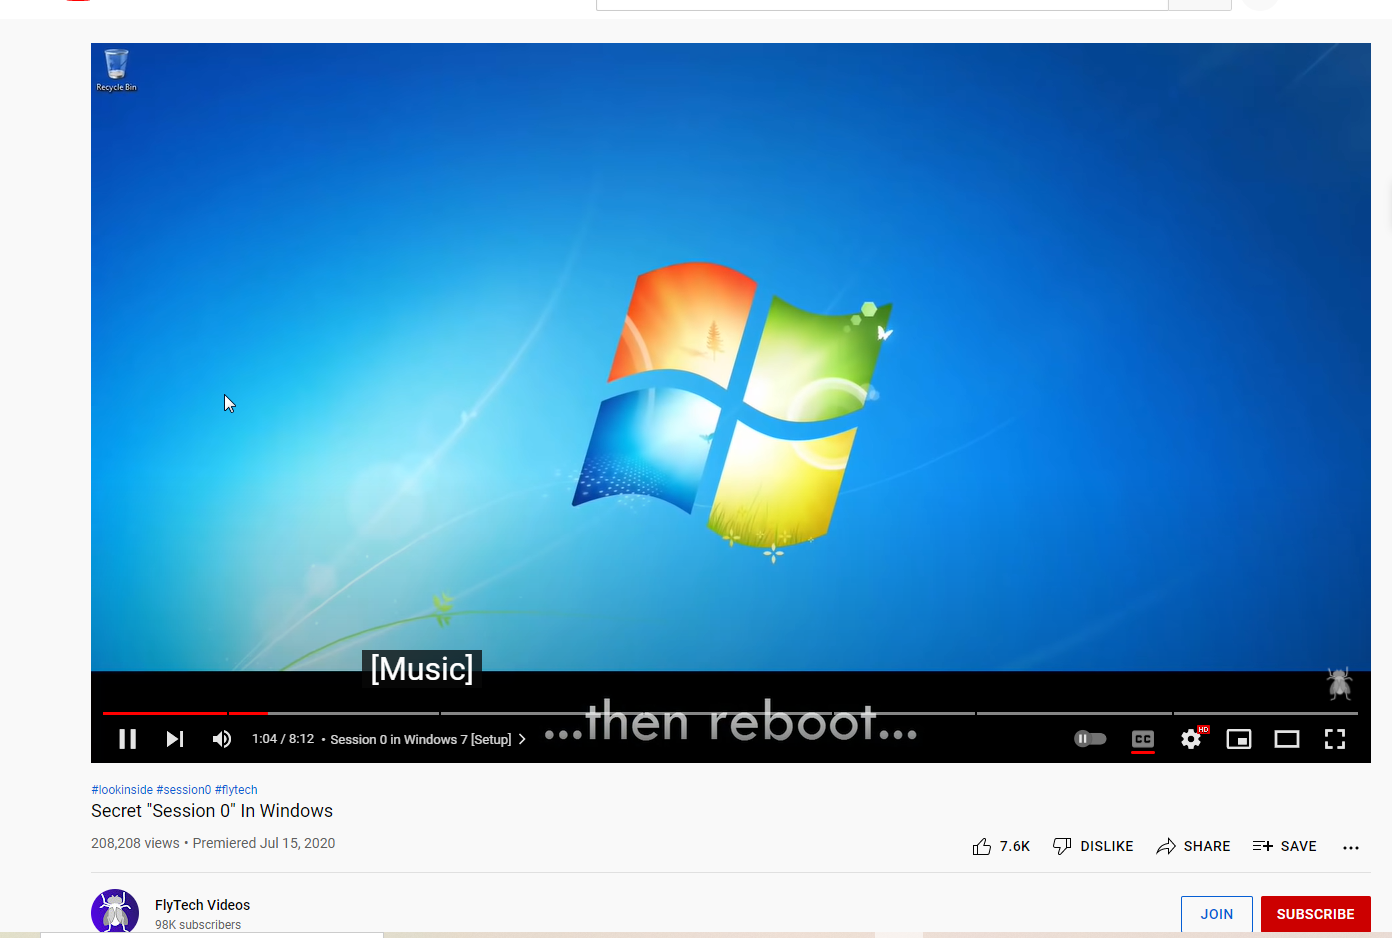 Recycle Bin
[Music]
...then reboot...
1:04 / 8:12 • Session 0 in Windows 7 [Setup]
CC
HD
#lookinside #session0 #flytech
Secret "Session 0" In Windows
208,208 views • Premiered Jul 15, 2020
7.6K DISLIKE SHARE SAVE
FlyTech Videos
98K subscribers
JOIN SUBSCRIBE